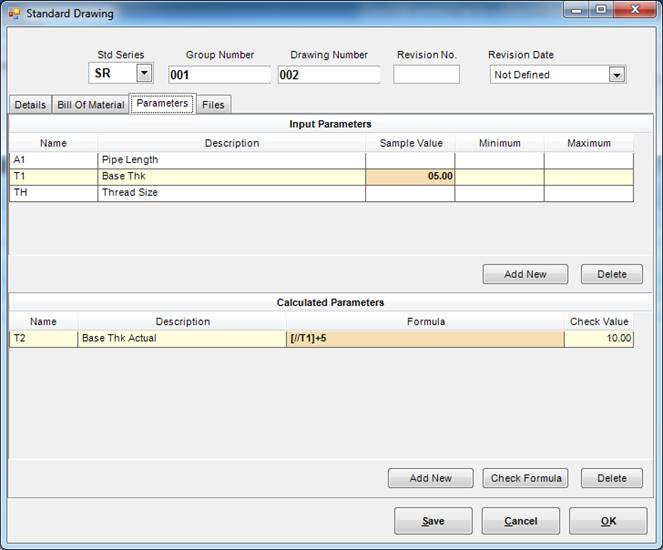 Standard Drawing
Std Series Group Number Drawing Number Revision No. Revision Date
SR 001 002 Not Defined
Details Bill Of Material Parameters Files
Input Parameters
Name Description Sample Value Minimum Maximum
A1 Pipe Length
T1 Base Thk 05.00
TH Thread Size
Add New Delete
Calculated Parameters
Name Description Formula Check Value
T2 Base Thk Actual [//T1]+5 10.00
Add New Check Formula Delete
Save Cancel OK